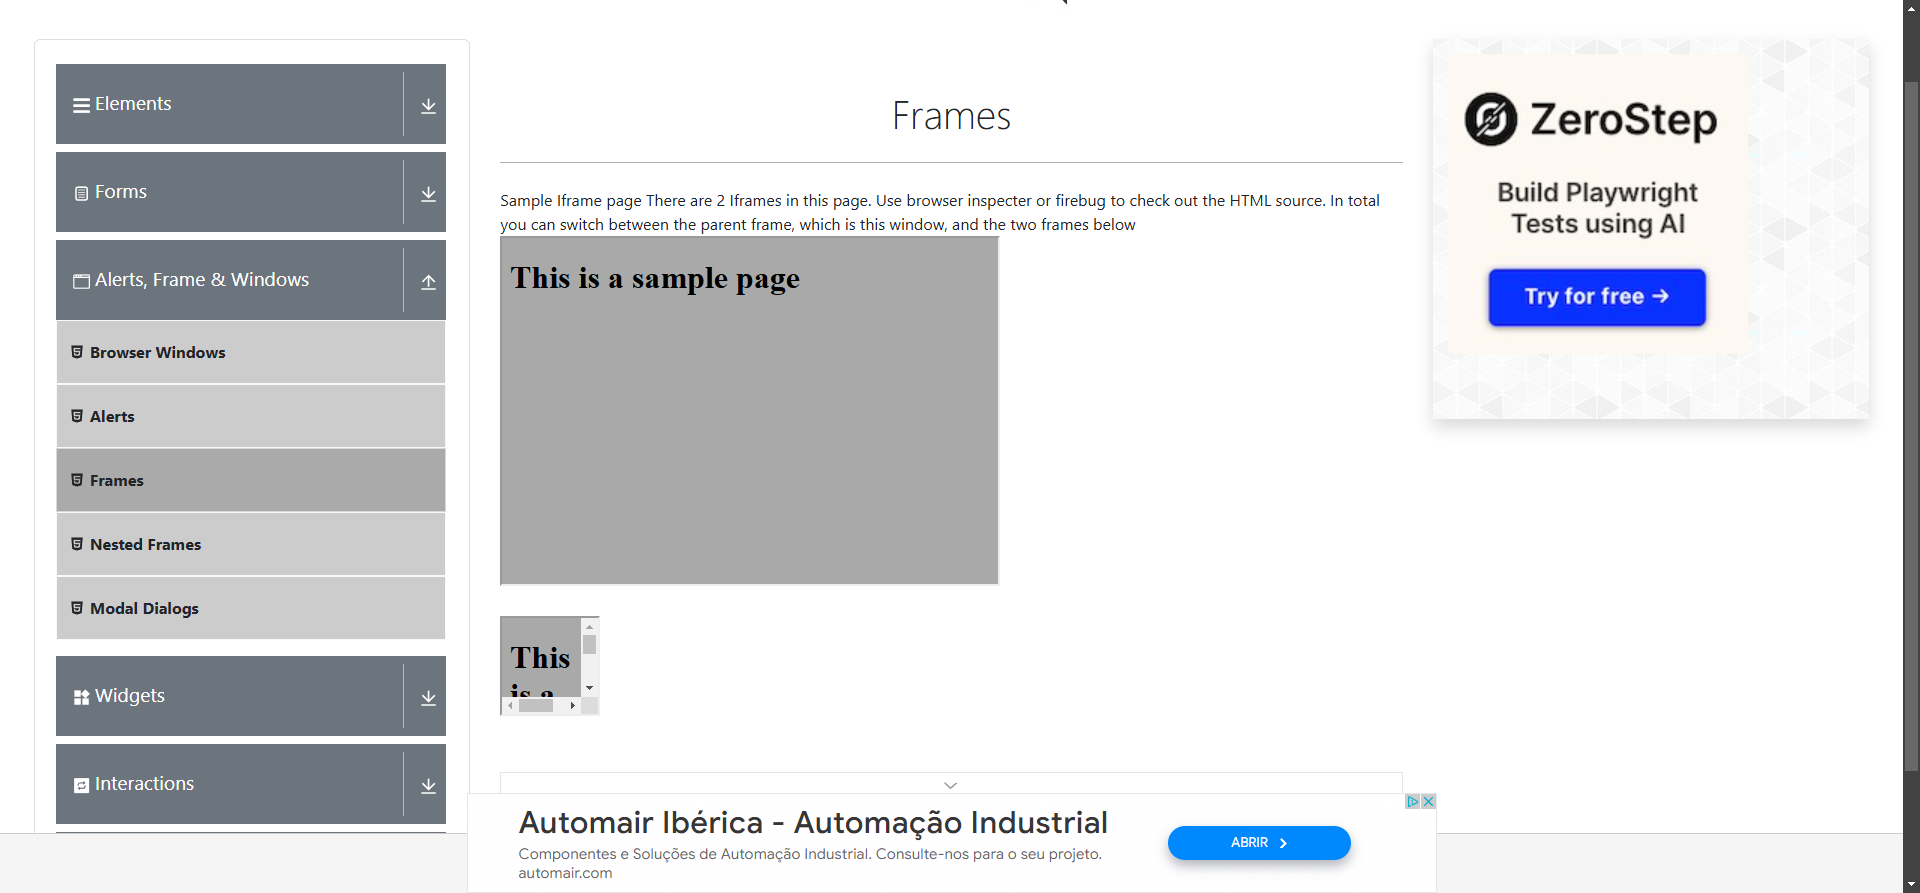 Elements
Forms
Alerts, Frame & Windows
Browser Windows
Alerts
Frames
Nested Frames
Modal Dialogs
Widgets
Interactions
Frames
Sample Iframe page There are 2 Iframes in this page. Use browser inspecter or firebug to check out the HTML source. In total
you can switch between the parent frame, which is this window, and the two frames below
This is a sample page
This
is a
ZeroStep
Build Playwright
Tests using AI
Try for free →
Automair Ibérica - Automação Industrial
Componentes e Soluções de Automação Industrial. Consulte-nos para o seu projeto.
automair.com
ABRIR